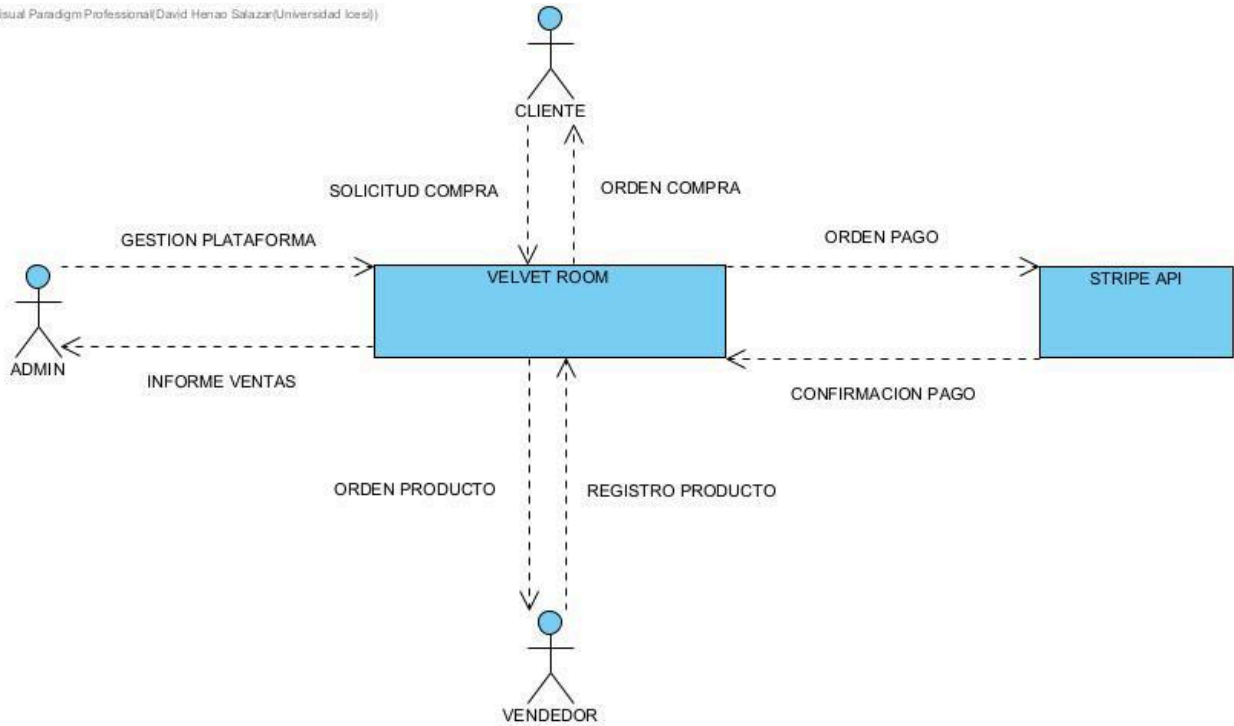 isual Paradigm Professional(David Henao Salazar(Universidad Icesi))
CLIENTE
SOLICITUD COMPRA
ORDEN COMPRA
GESTION PLATAFORMA
ORDEN PAGO
VELVET ROOM
STRIPE API
ADMIN
INFORME VENTAS
CONFIRMACION PAGO
ORDEN PRODUCTO
REGISTRO PRODUCTO
VENDEDOR